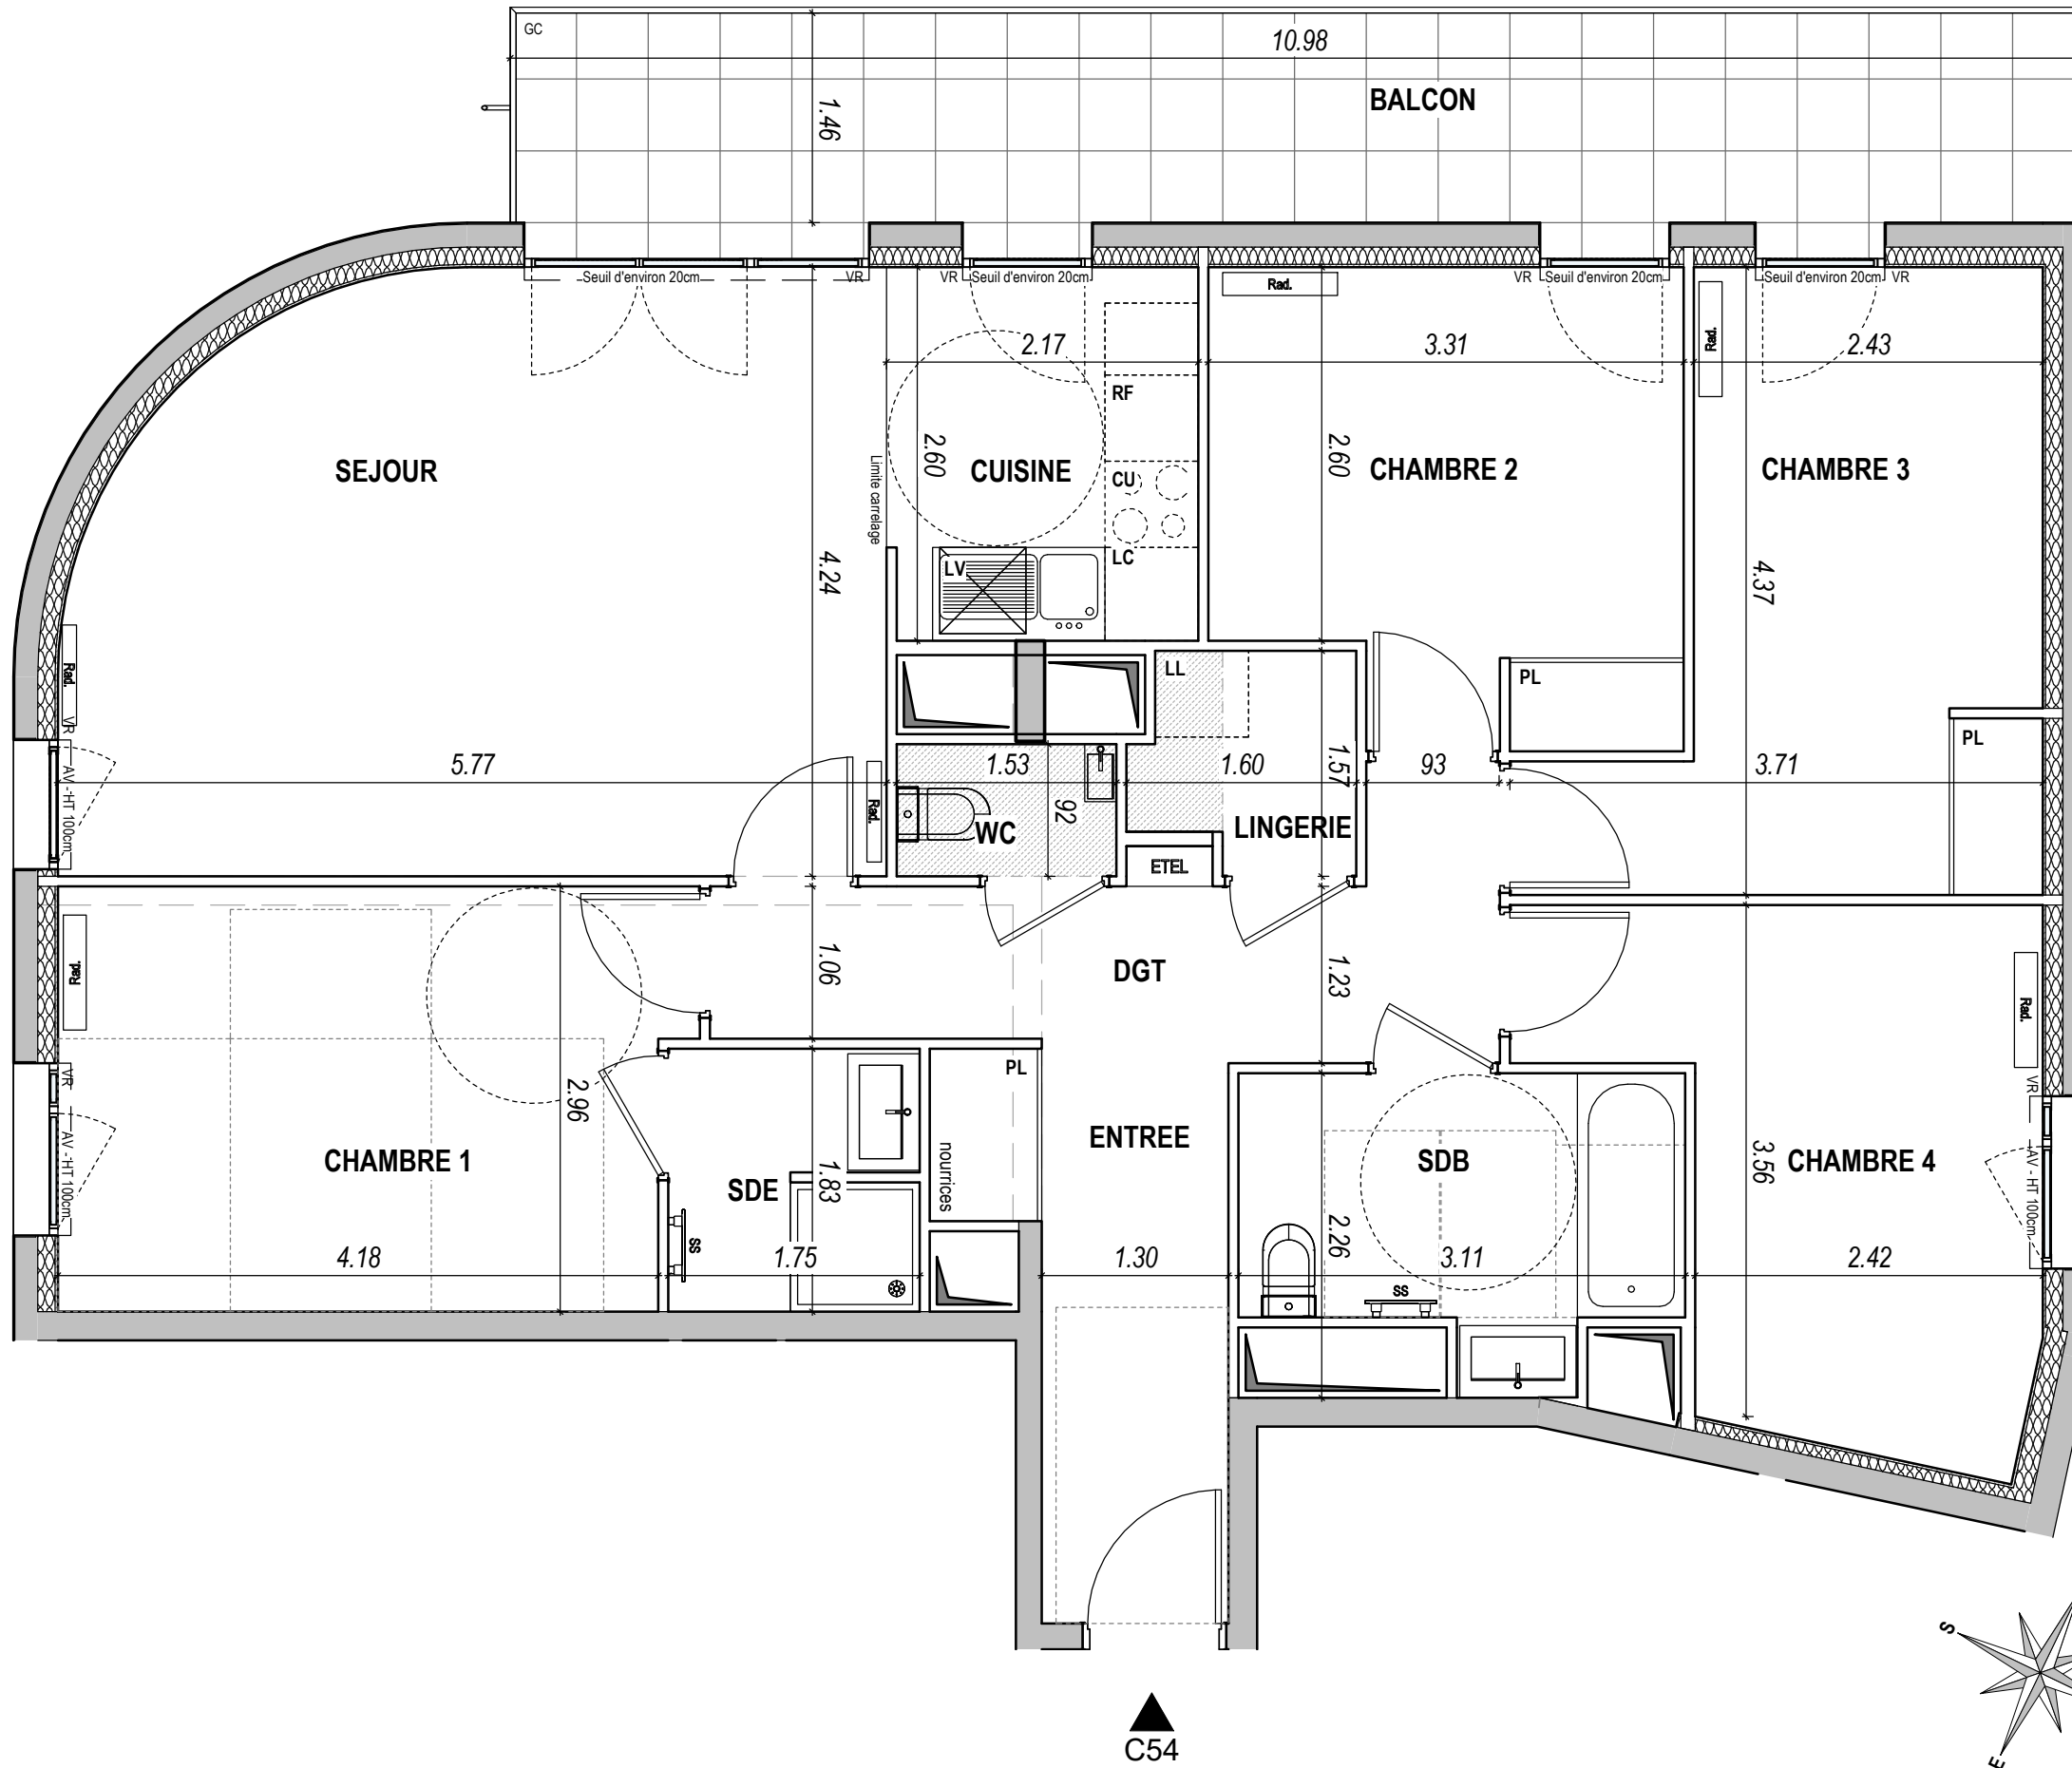 GC
10.98
BALCON
1.46
Seuil d'environ 20cm
VR
VR
Seuil d'environ 20cm
Rad.
VR
Seuil d'environ 20cm
Seuil d'environ 20cm
VR
2.17
3.31
Rad.
2.43
RF
SEJOUR
Limite carrelage
2.60
CUISINE
CU
2.60
CHAMBRE 2
CHAMBRE 3
4.24
LV
LC
4.37
Rad.
VR
LL
PL
PL
AV - HT 100cm
5.77
Rad.
1.53
92
WC
1.60
1.57
93
3.71
LINGERIE
ETEL
Rad.
1.06
DGT
1.23
Rad.
VR
AV - HT 100cm
2.96
PL
VR
CHAMBRE 1
ENTREE
SDB
3.56
CHAMBRE 4
AV - HT 100cm
SDE
1.83
nourrices
2.26
4.18
SS
1.75
1.30
3.11
SS
2.42
S
E
C54